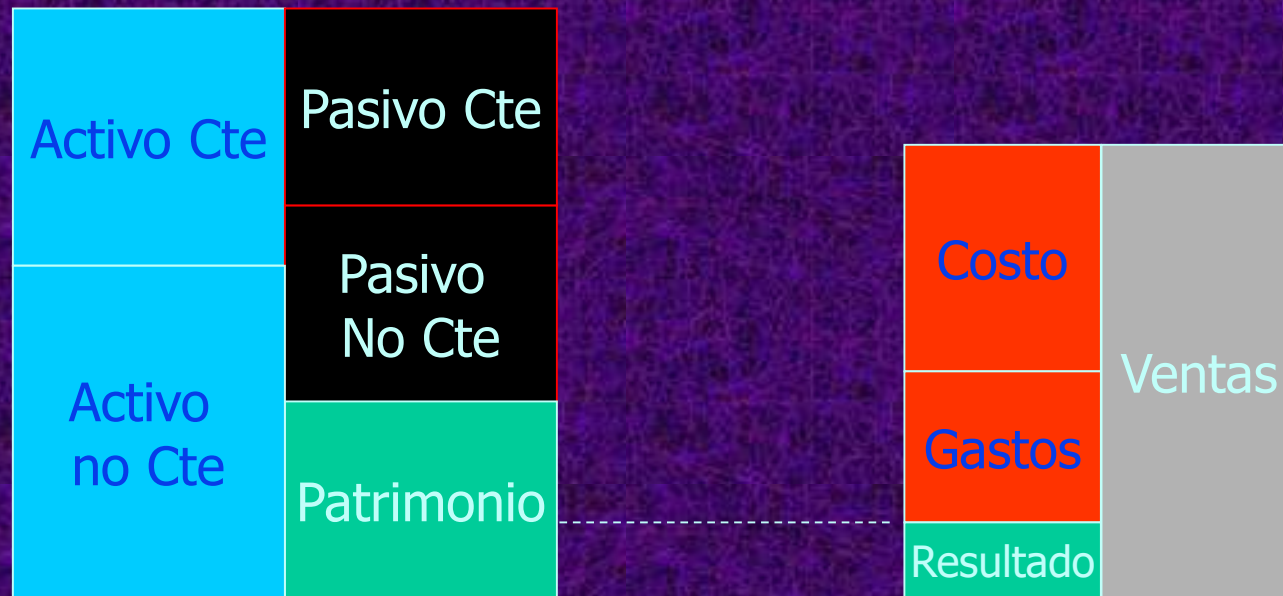 Activo Cte
Activo
no Cte
Pasivo Cte
Pasivo
No Cte
Patrimonio
Costo
Gastos
Resultado
Ventas